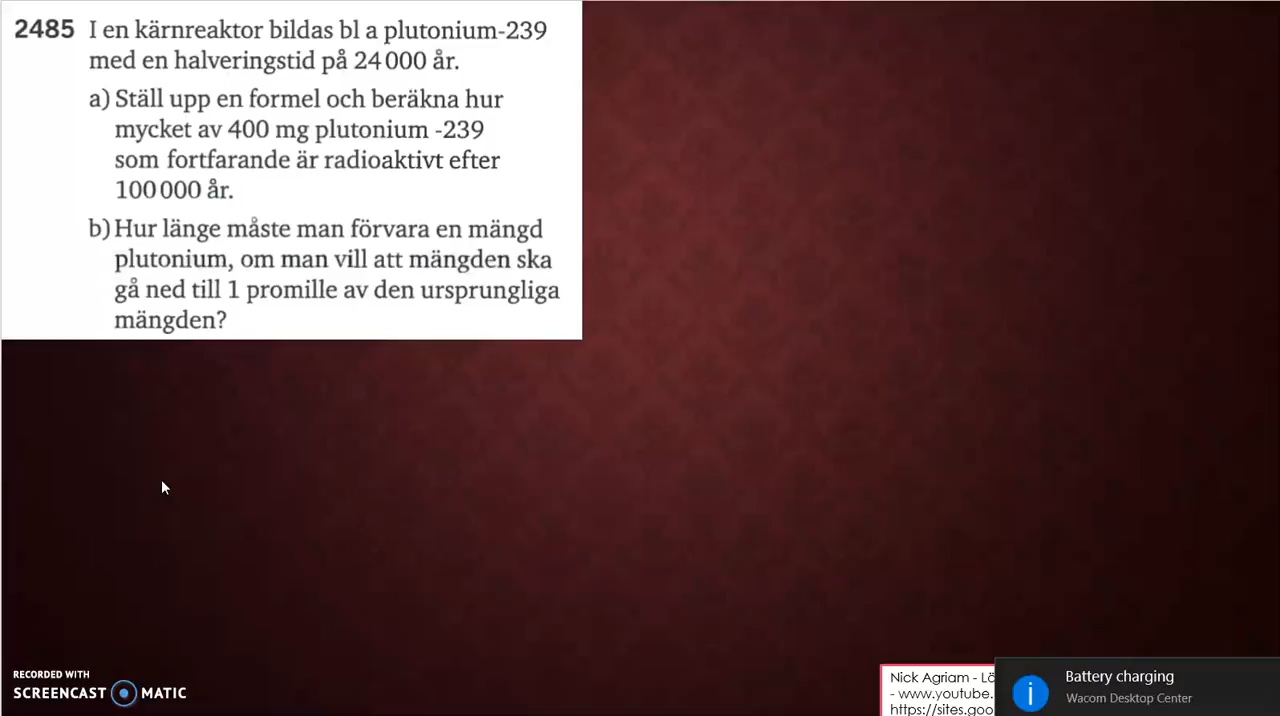 2485 I en kärnreaktor bildas bl a plutonium-239
med en halveringstid på 24 000 år.
a) Ställ upp en formel och beräkna hur
mycket av 400 mg plutonium -239
som fortfarande är radioaktivt efter
100 000 år.
b) Hur länge måste man förvara en mängd
plutonium, om man vill att mängden ska
gå ned till 1 promille av den ursprungliga
mängden?
RECORDED WITH
SCREENCAST MATIC
Nick Agriam - Lö
- www.youtube.
https://sites.goo
Battery charging
Wacom Desktop Center